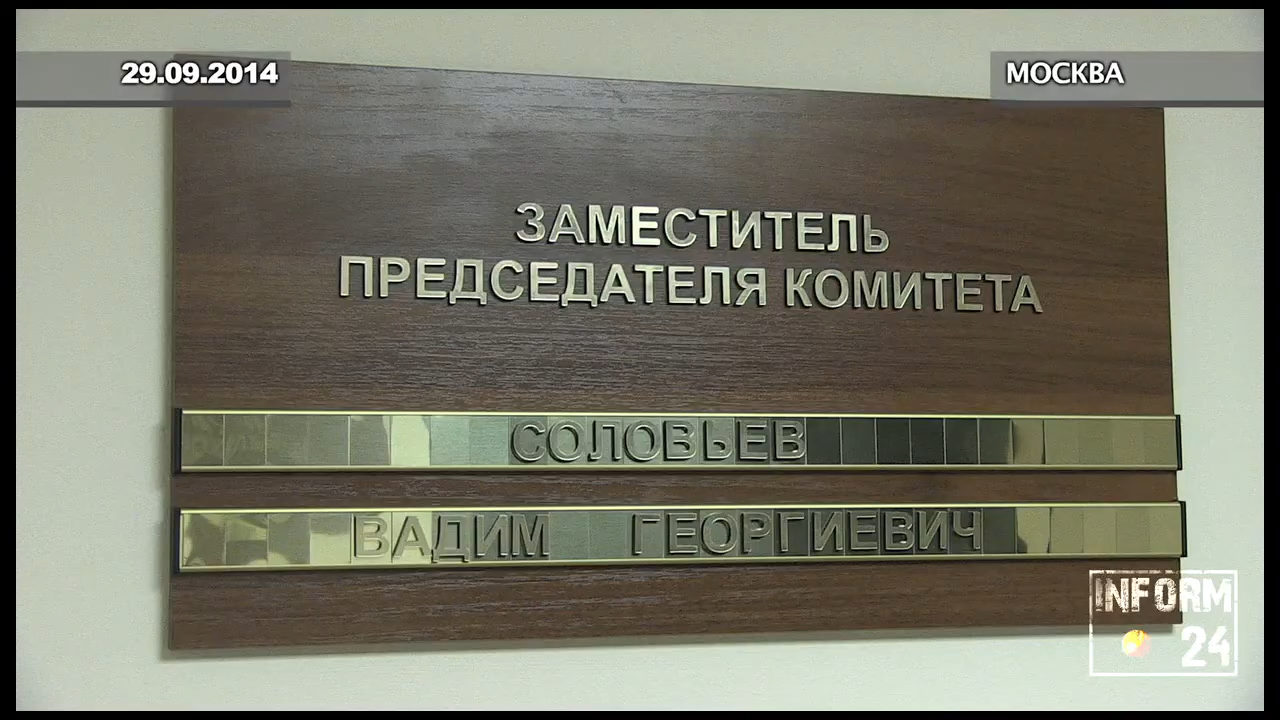 29.09.2014
МОСКВА
ЗАМЕСТИТЕЛЬ
ПРЕДСЕДАТЕЛЯ КОМИТЕТА
СОЛОВЬЕВ
ВАДИМ ГЕОРГИЕВИЧ
INFORM
24